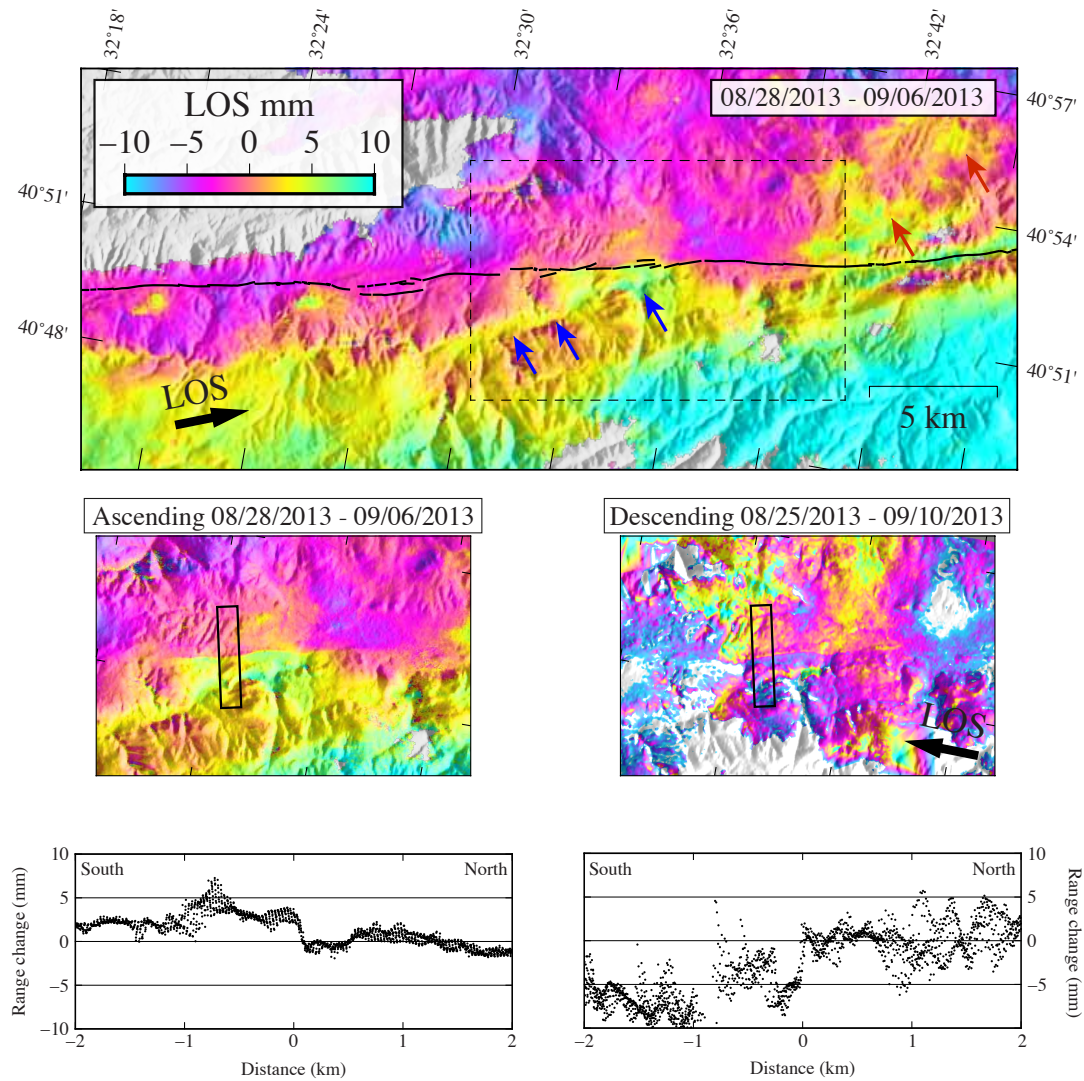 32°18'
32°24'
32°30'
32°36'
32°42'
LOS mm
−10 −5 0 5 10
08/28/2013 - 09/06/2013
40°57'
40°51'
40°54'
40°48'
40°51'
LOS
5 km
Ascending 08/28/2013 - 09/06/2013
Descending 08/25/2013 - 09/10/2013
LOS
10
5
0
−5
−10
Range change (mm)
South
North
−2 −1 0 1 2
Distance (km)
South
North
10
5
0
−5
Range change (mm)
−2 −1 0 1 2
Distance (km)